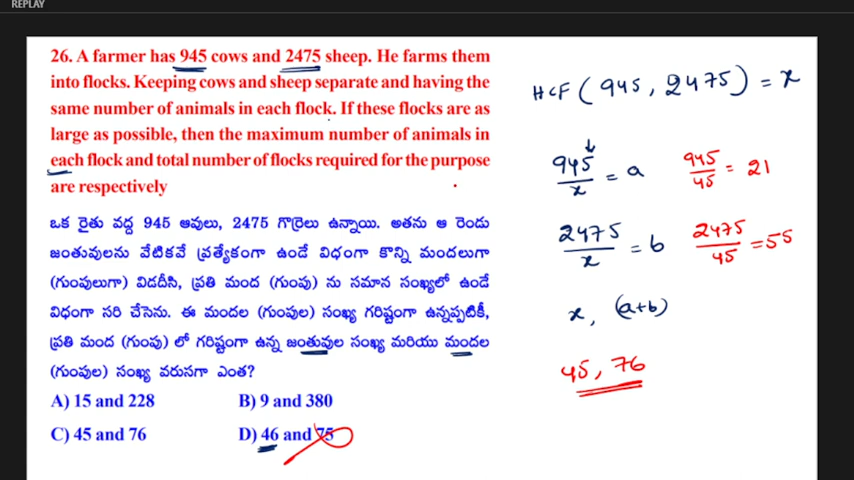 REPLAY
26. A farmer has 945 cows and 2475 sheep. He farms them
into flocks. Keeping cows and sheep separate and having the
same number of animals in each flock. If these flocks are as
large as possible, then the maximum number of animals in
each flock and total number of flocks required for the purpose
are respectively
ఒక రైతు వద్ద 945 ఆవులు, 2475 గొర్రెలు ఉన్నాయి. అతను ఆ రెండు
జంతువులను వేటికవే ప్రత్యేకంగా ఉండే విధంగా కొన్ని మందలుగా
(గుంపులుగా) విడదీసి, ప్రతి మంద (గుంపు) ను సమాన సంఖ్యలో ఉండే
విధంగా సరి చేసెను. ఈ మందల (గుంపుల) సంఖ్య గరిష్టంగా ఉన్నప్పటికీ,
ప్రతి మంద (గుంపు) లో గరిష్టంగా ఉన్న జంతువుల సంఖ్య మరియు మందల
(గుంపుల) సంఖ్య వరుసగా ఎంత?
A) 15 and 228 B) 9 and 380
C) 45 and 76 D) 46 and 75
HCF (945, 2475) = x
945/x = a 945/45 = 21
2475/x = b 2475/45 = 55
x, (a+b)
45, 76